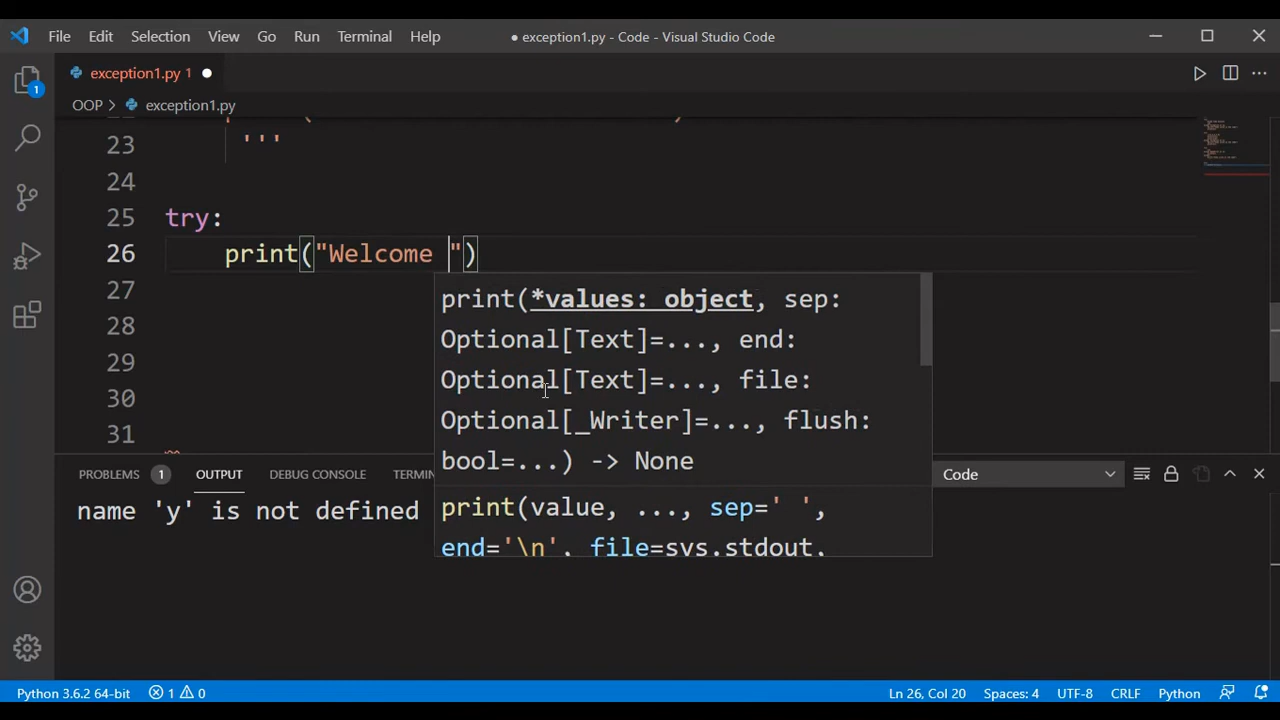 File Edit Selection View Go Run Terminal Help
● exception1.py - Code - Visual Studio Code
exception1.py 1 ●
OOP > exception1.py
23 '''
24
25 try:
26 print("Welcome ")
27
28
29
30
31
print(*values: object, sep:
Optional[Text]=..., end:
Optional[Text]=..., file:
Optional[_Writer]=..., flush:
bool=...) -> None
print(value, ..., sep=' ',
end='\n', file=sys.stdout,
1
PROBLEMS 1 OUTPUT DEBUG CONSOLE
Code
name 'y' is not defined
Python 3.6.2 64-bit 1 0 Ln 26, Col 20 Spaces: 4 UTF-8 CRLF Python